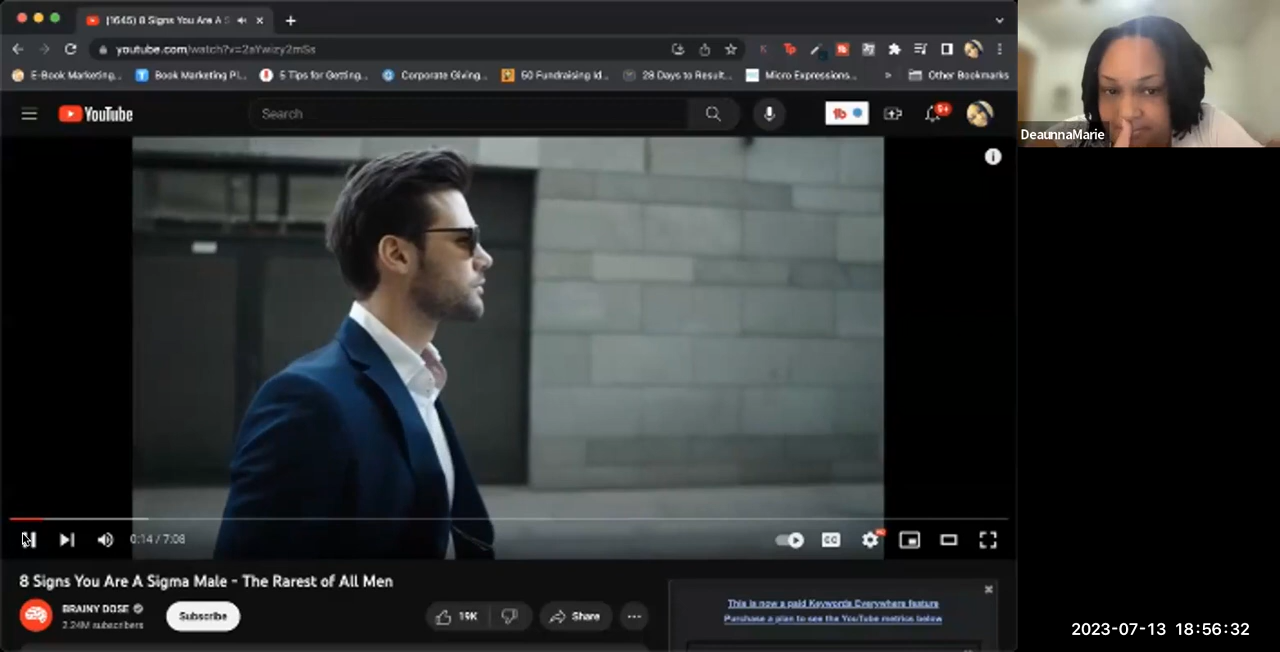 [1645] 8 Signs You Are A S
youtube.com/watch?v=2aYwizy2mSs
E-Book Marketing...
Book Marketing Pl...
5 Tips for Getting...
Corporate Giving...
60 Fundraising Id...
28 Days to Result...
Micro Expressions...
»
Other Bookmarks
YouTube
Search
9+
DeaunnaMarie
0:14 / 7:08
CC
8 Signs You Are A Sigma Male - The Rarest of All Men
BRAINY DOSE
2.24M subscribers
Subscribe
19K
Share
This is now a paid Keywords Everywhere feature
Purchase a plan to see the YouTube metrics below
2023-07-13 18:56:32